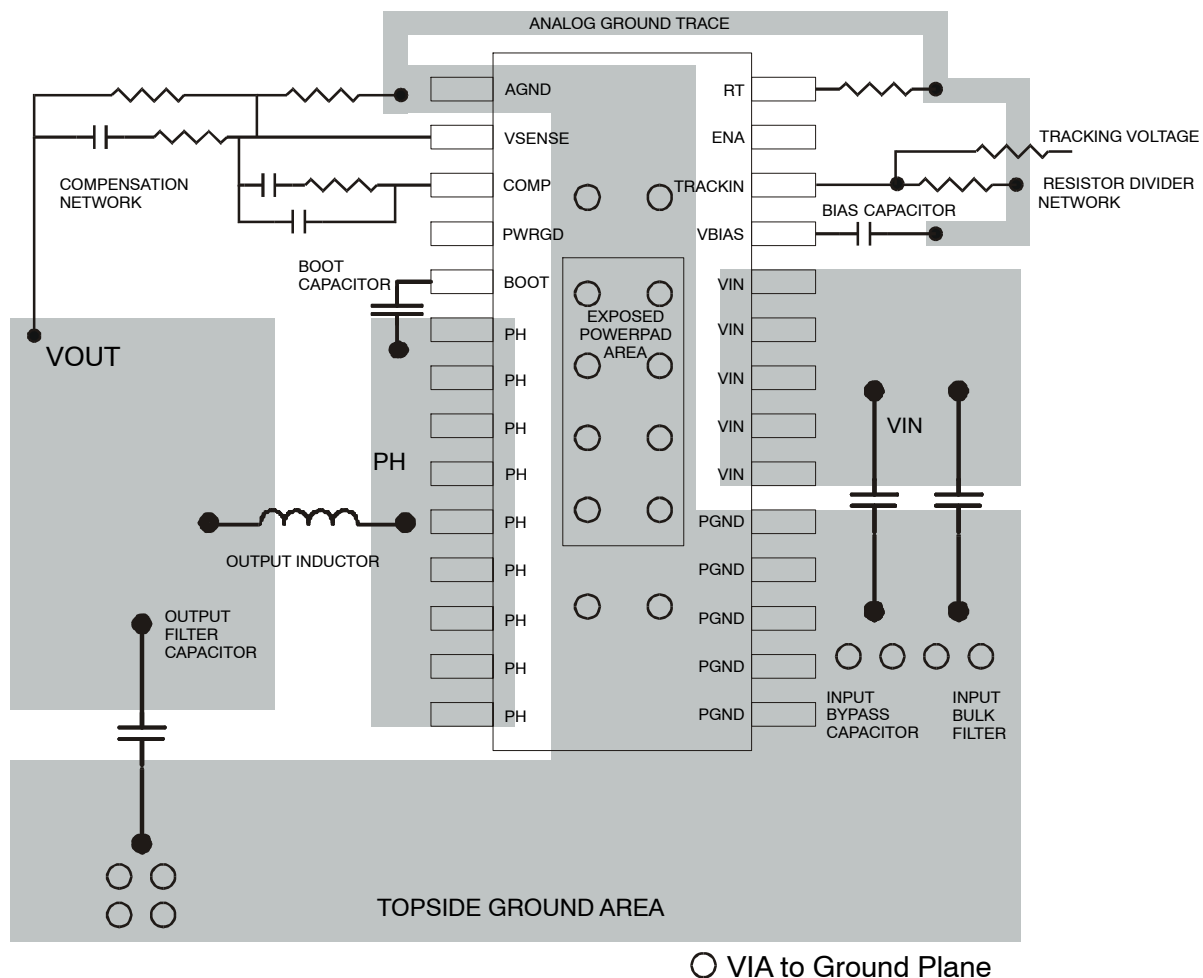 ANALOG GROUND TRACE
AGND
RT
VSENSE
ENA
TRACKING VOLTAGE
COMPENSATION
NETWORK
COMP
TRACKIN
RESISTOR DIVIDER
NETWORK
BIAS CAPACITOR
PWRGD
VBIAS
BOOT
CAPACITOR
BOOT
VIN
EXPOSED
POWERPAD
AREA
PH
VIN
VOUT
PH
VIN
PH
VIN
VIN
PH
PH
VIN
PH
PGND
OUTPUT INDUCTOR
PH
PGND
OUTPUT
FILTER
CAPACITOR
PH
PGND
PH
PGND
INPUT
BYPASS
CAPACITOR
INPUT
BULK
FILTER
PH
PGND
TOPSIDE GROUND AREA
VIA to Ground Plane